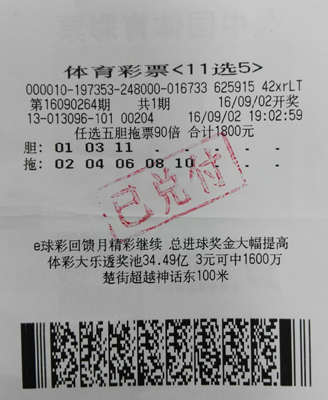 体育彩票<11选5>
000010-197353-248000-016733 625915 42xrLT
第16090264期 共1期 16/09/02开奖
13-013096-101 00204 16/09/02 19:02:59
任选五胆拖票90倍 合计1800元
胆: 01 03 11
拖: 02 04 06 08 10
已兑付
e球彩回馈月精彩继续 总进球奖金大幅提高
体彩大乐透奖池34.49亿 3元可中1600万
楚街超越神话东100米